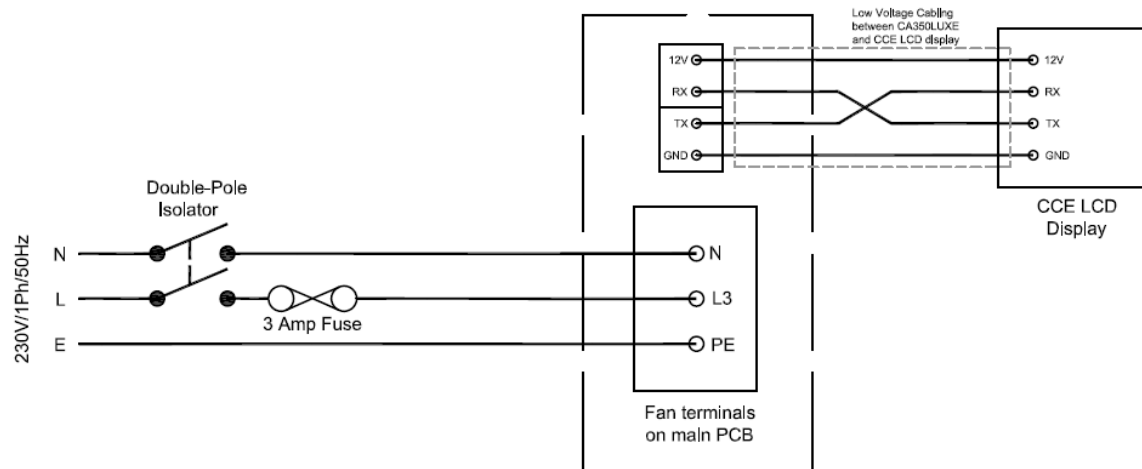 Low Voltage Cabling
between CA350LUXE
and CCE LCD display
12V
RX
TX
GND
12V
RX
TX
GND
CCE LCD
Display
Double-Pole
Isolator
230V/1Ph/50Hz
N
L
E
3 Amp Fuse
N
L3
PE
Fan terminals
on main PCB